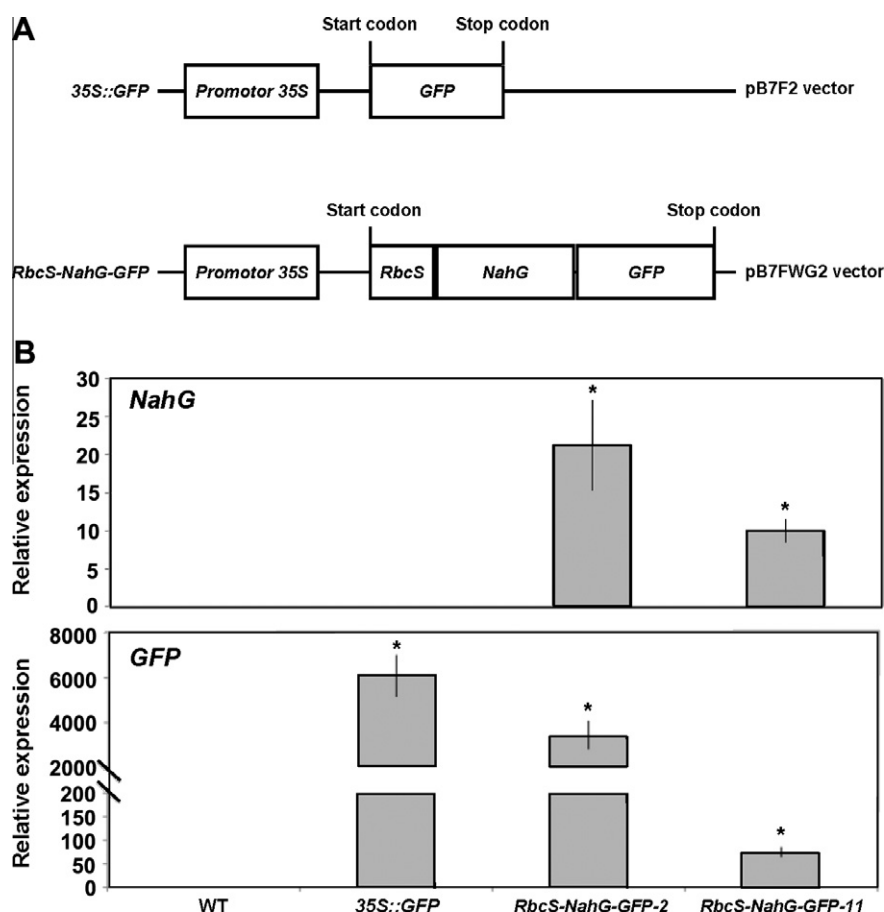 A
Start codon Stop codon
35S::GFP Promotor 35S GFP pB7F2 vector
Start codon Stop codon
RbcS-NahG-GFP Promotor 35S RbcS NahG GFP pB7FWG2 vector
B
Relative expression
30
25
20
15
10
5
0
NahG
*
*
Relative expression
8000
6000
4000
2000
200
150
100
50
0
GFP
*
*
*
WT 35S::GFP RbcS-NahG-GFP-2 RbcS-NahG-GFP-11